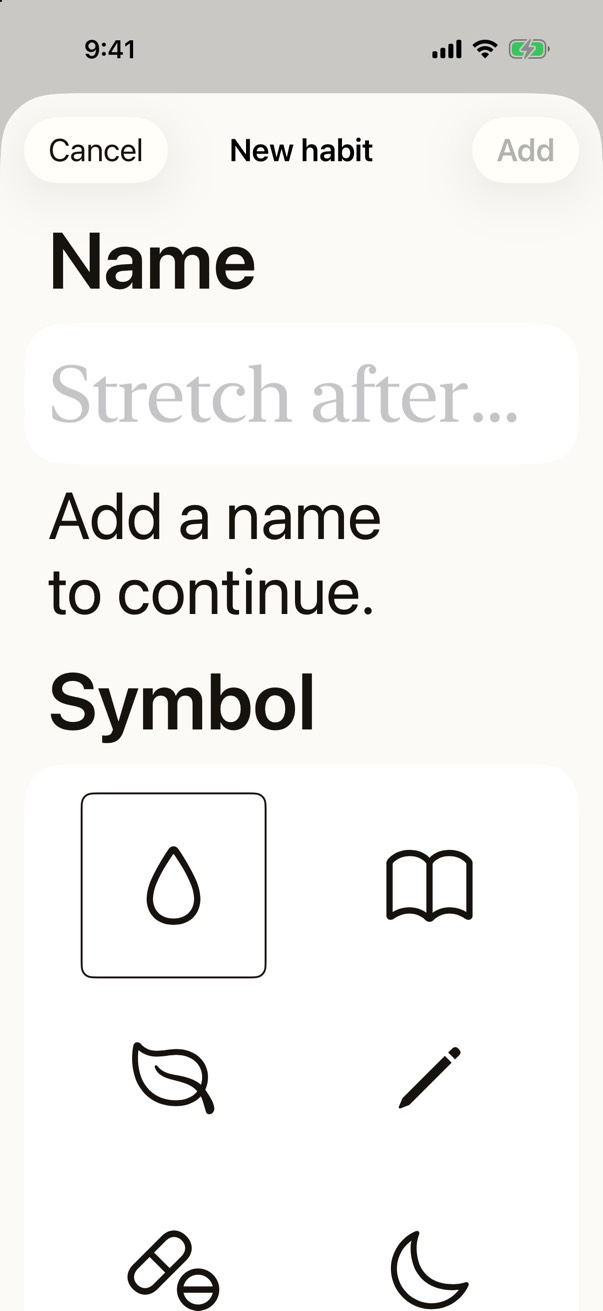 9:41
Cancel
New habit
Add
Name
Stretch after...
Add a name
to continue.
Symbol